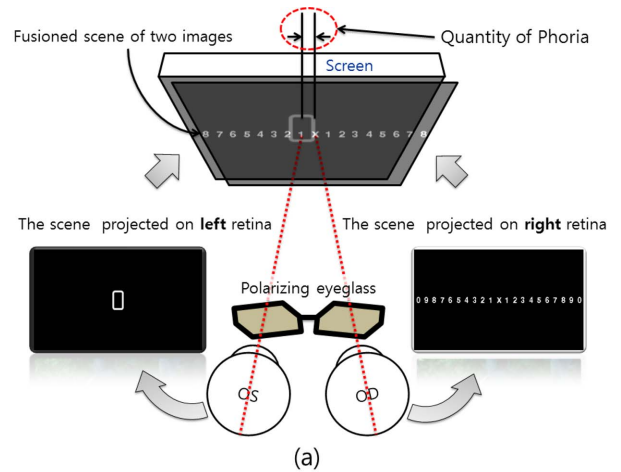 Fusioned scene of two images
Quantity of Phoria
Screen
8 7 6 5 4 3 2 1 X 1 2 3 4 5 6 7 8
The scene projected on left retina
The scene projected on right retina
0 9 8 7 6 5 4 3 2 1 X 1 2 3 4 5 6 7 8 9 0
Polarizing eyeglass
OS
OD
(a)